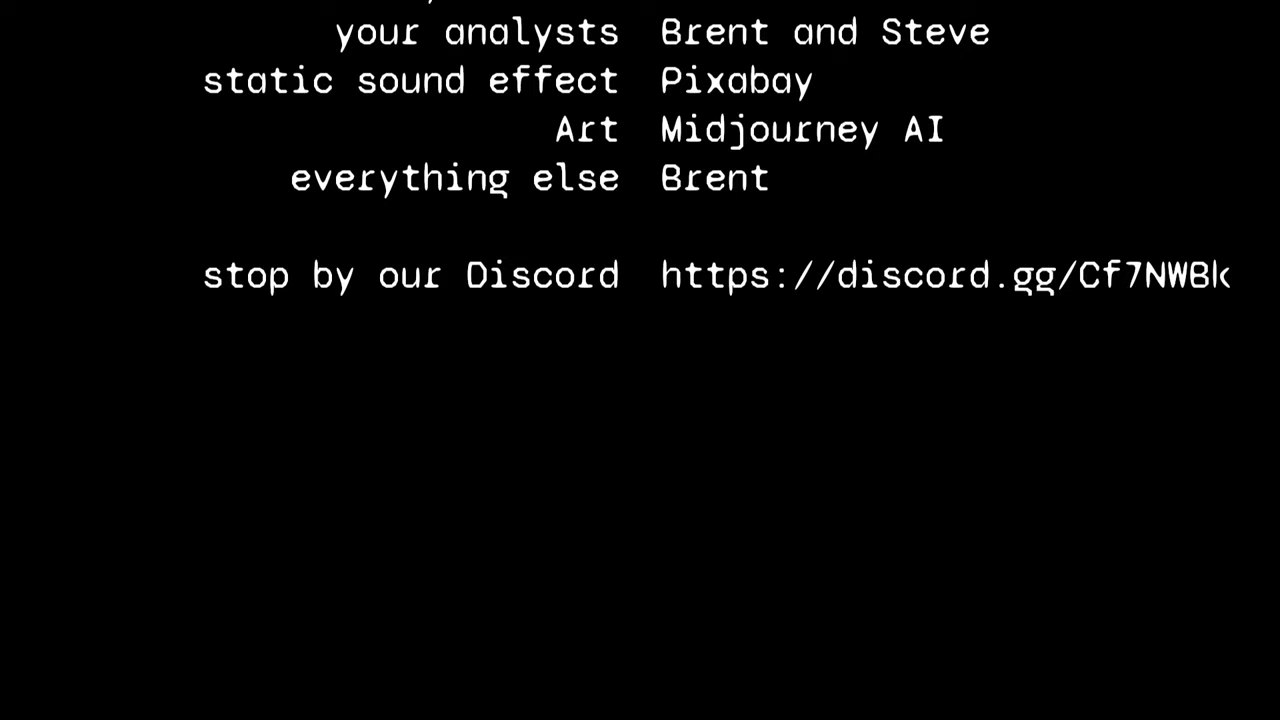 your analysts Brent and Steve
static sound effect Pixabay
Art Midjourney AI
everything else Brent
stop by our Discord https://discord.gg/Cf7NWBk